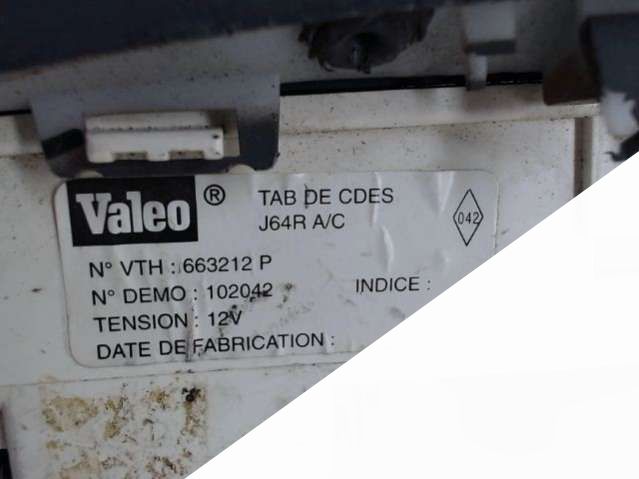 Valeo ® TAB DE CDES
J64R A/C
042
N° VTH : 663212 P
N° DEMO : 102042 INDICE :
TENSION : 12V
DATE DE FABRICATION :